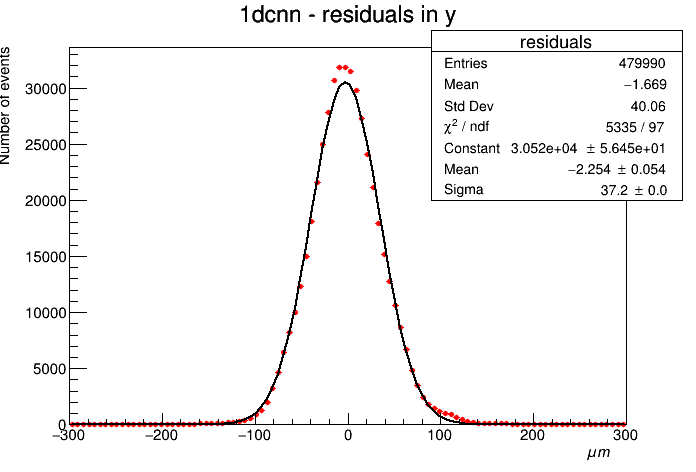 1dcnn - residuals in y
residuals
Entries 479990
Mean −1.669
Std Dev 40.06
χ² / ndf 5335 / 97
Constant 3.052e+04 ± 5.645e+01
Mean −2.254 ± 0.054
Sigma 37.2 ± 0.0
Number of events
30000
25000
20000
15000
10000
5000
0
−300 −200 −100 0 100 200 300
μm